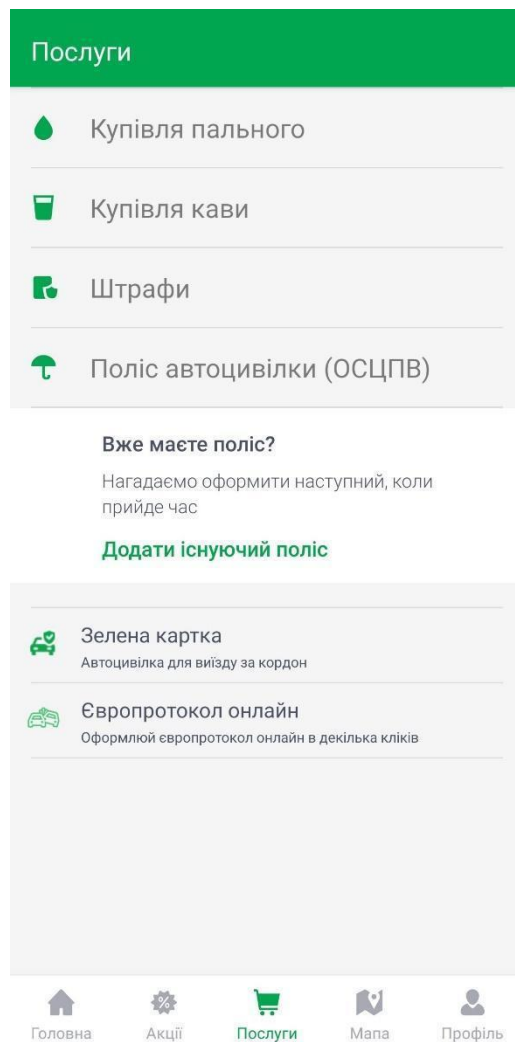 Послуги
Купівля пального
Купівля кави
Штрафи
Поліс автоцивілки (ОСЦПВ)
Вже маєте поліс?
Нагадаємо оформити наступний, коли
прийде час
Додати існуючий поліс
Зелена картка
Автоцивілка для виїзду за кордон
Європротокол онлайн
Оформлюй європротокол онлайн в декілька кліків
Головна Акції Послуги Мапа Профіль